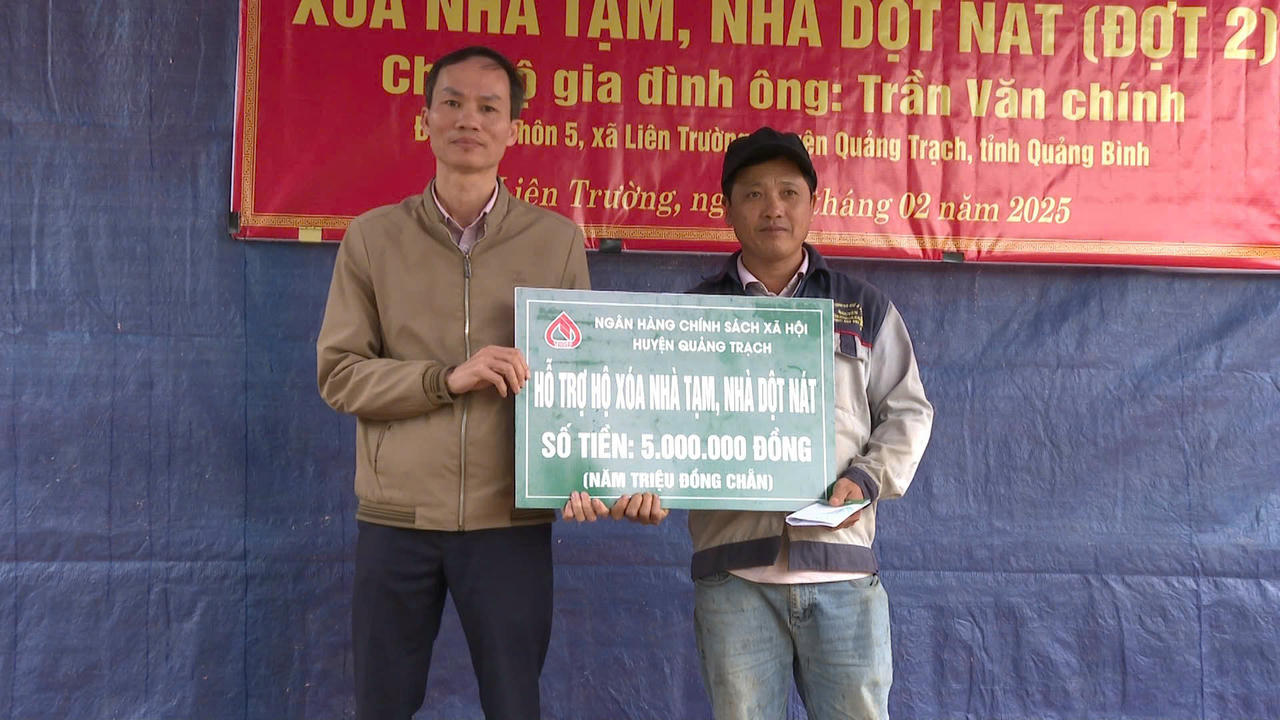 XÓA NHÀ TẠM, NHÀ DỘT NÁT (ĐỢT 2)
gia đình ông: Trần Văn chính
thôn 5, xã Liên Trường, huyện Quảng Trạch, tỉnh Quảng Bình
Liên Trường, tháng 02 năm 2025
NGÂN HÀNG CHÍNH SÁCH XÃ HỘI
HUYỆN QUẢNG TRẠCH
HỖ TRỢ HỘ XÓA NHÀ TẠM, NHÀ DỘT NÁT
SỐ TIỀN: 5.000.000 ĐỒNG
(NĂM TRIỆU ĐỒNG CHẴN)